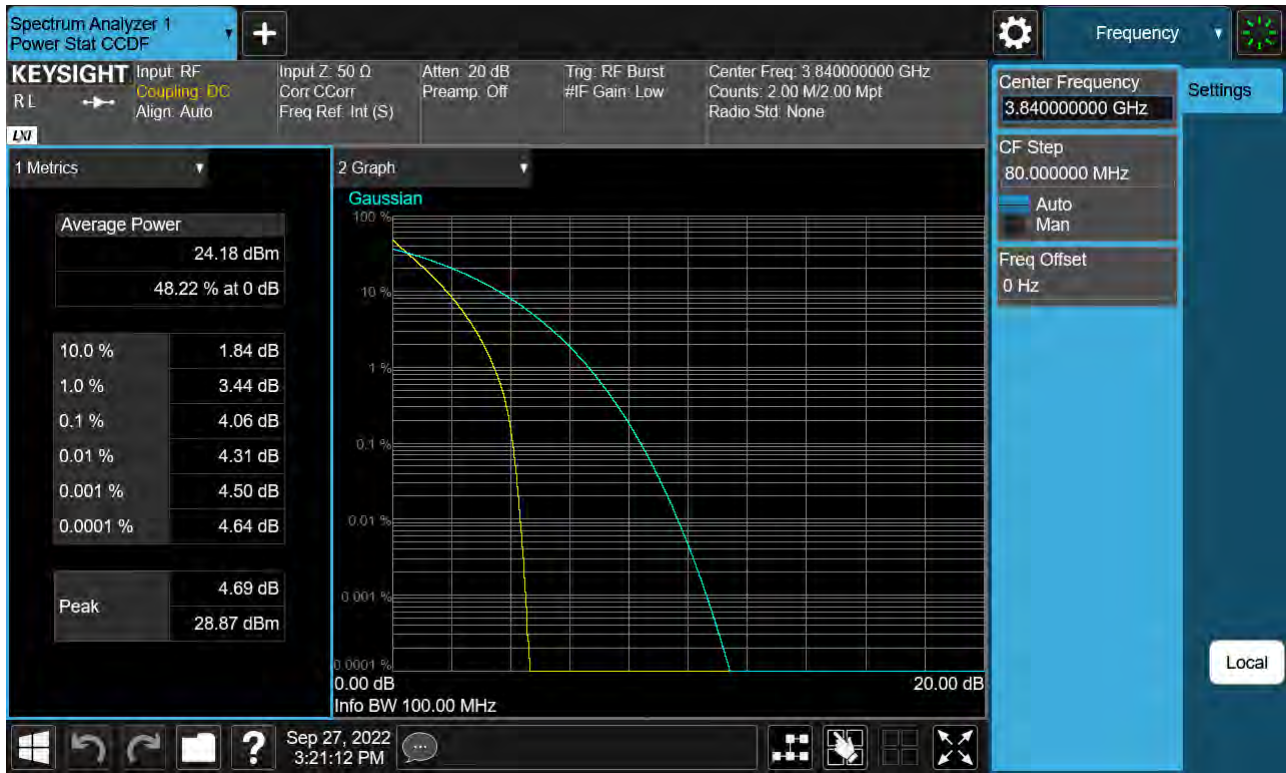 Spectrum Analyzer 1
Power Stat CCDF
Frequency
KEYSIGHT
RL
LXI
Input: RF
Coupling: DC
Align: Auto
Input Z: 50 Ω
Corr CCorr
Freq Ref: Int (S)
Atten: 20 dB
Preamp: Off
Trig: RF Burst
#IF Gain: Low
Center Freq: 3.840000000 GHz
Counts: 2.00 M/2.00 Mpt
Radio Std: None
Center Frequency
3.840000000 GHz
Settings
CF Step
80.000000 MHz
Auto
Man
Freq Offset
0 Hz
Local
1 Metrics
Average Power
24.18 dBm
48.22 % at 0 dB
10.0 % 1.84 dB
1.0 % 3.44 dB
0.1 % 4.06 dB
0.01 % 4.31 dB
0.001 % 4.50 dB
0.0001 % 4.64 dB
Peak
4.69 dB
28.87 dBm
2 Graph
Gaussian
100 %
10 %
1 %
0.1 %
0.01 %
0.001 %
0.0001 %
0.00 dB 20.00 dB
Info BW 100.00 MHz
?
Sep 27, 2022
3:21:12 PM